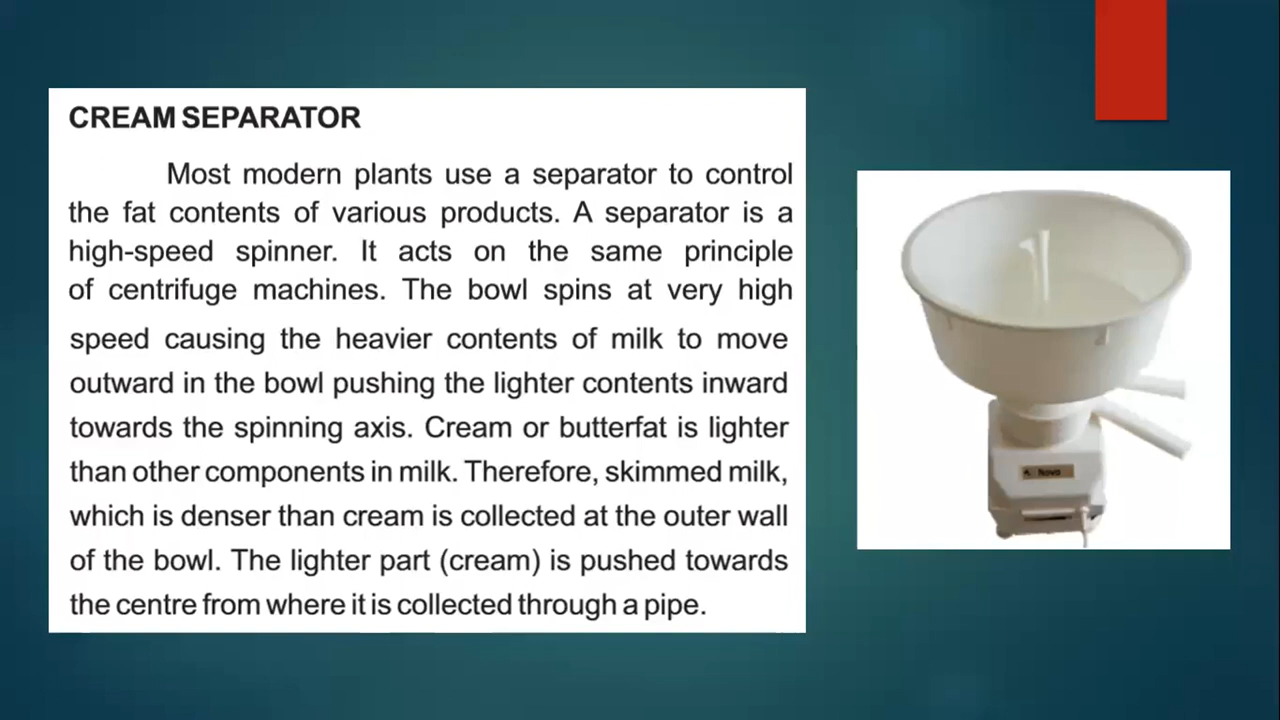 CREAM SEPARATOR
Most modern plants use a separator to control
the fat contents of various products. A separator is a
high-speed spinner. It acts on the same principle
of centrifuge machines. The bowl spins at very high
speed causing the heavier contents of milk to move
outward in the bowl pushing the lighter contents inward
towards the spinning axis. Cream or butterfat is lighter
than other components in milk. Therefore, skimmed milk,
which is denser than cream is collected at the outer wall
of the bowl. The lighter part (cream) is pushed towards
the centre from where it is collected through a pipe.
Novo